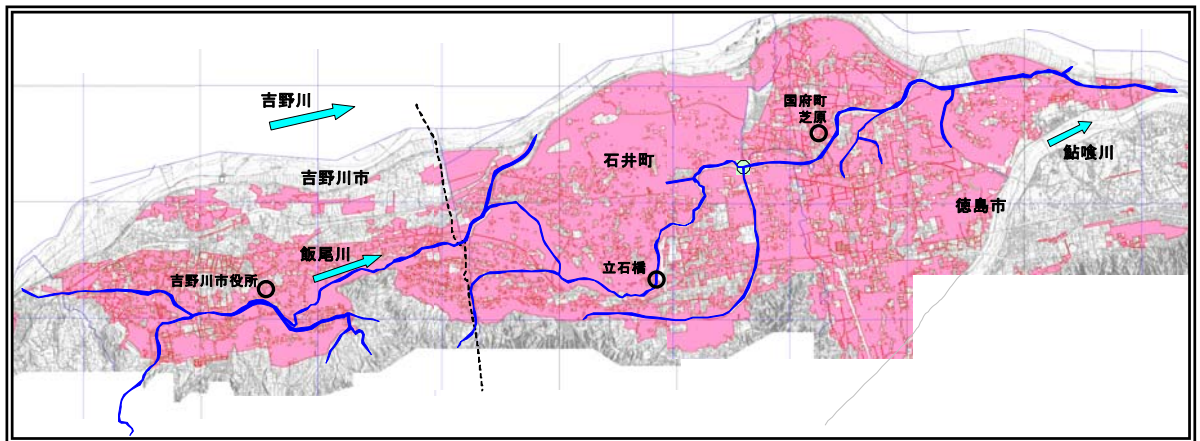 吉野川
国府町
芝原
石井町
鮎喰川
吉野川市
徳島市
飯尾川
立石橋
吉野川市役所